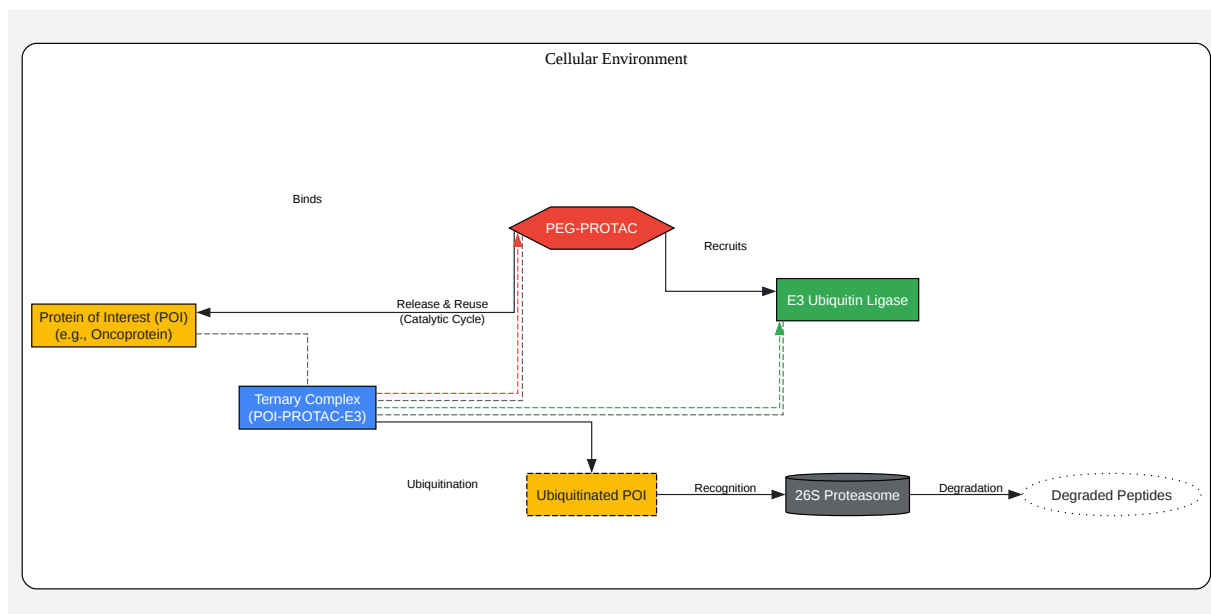 Cellular Environment
Binds
PEG-PROTAC
Recruits
E3 Ubiquitin Ligase
Release & Reuse
(Catalytic Cycle)
Protein of Interest (POI)
(e.g., Oncoprotein)
Ternary Complex
(POI-PROTAC-E3)
Ubiquitination
Ubiquitinated POI
Recognition
26S Proteasome
Degradation
Degraded Peptides